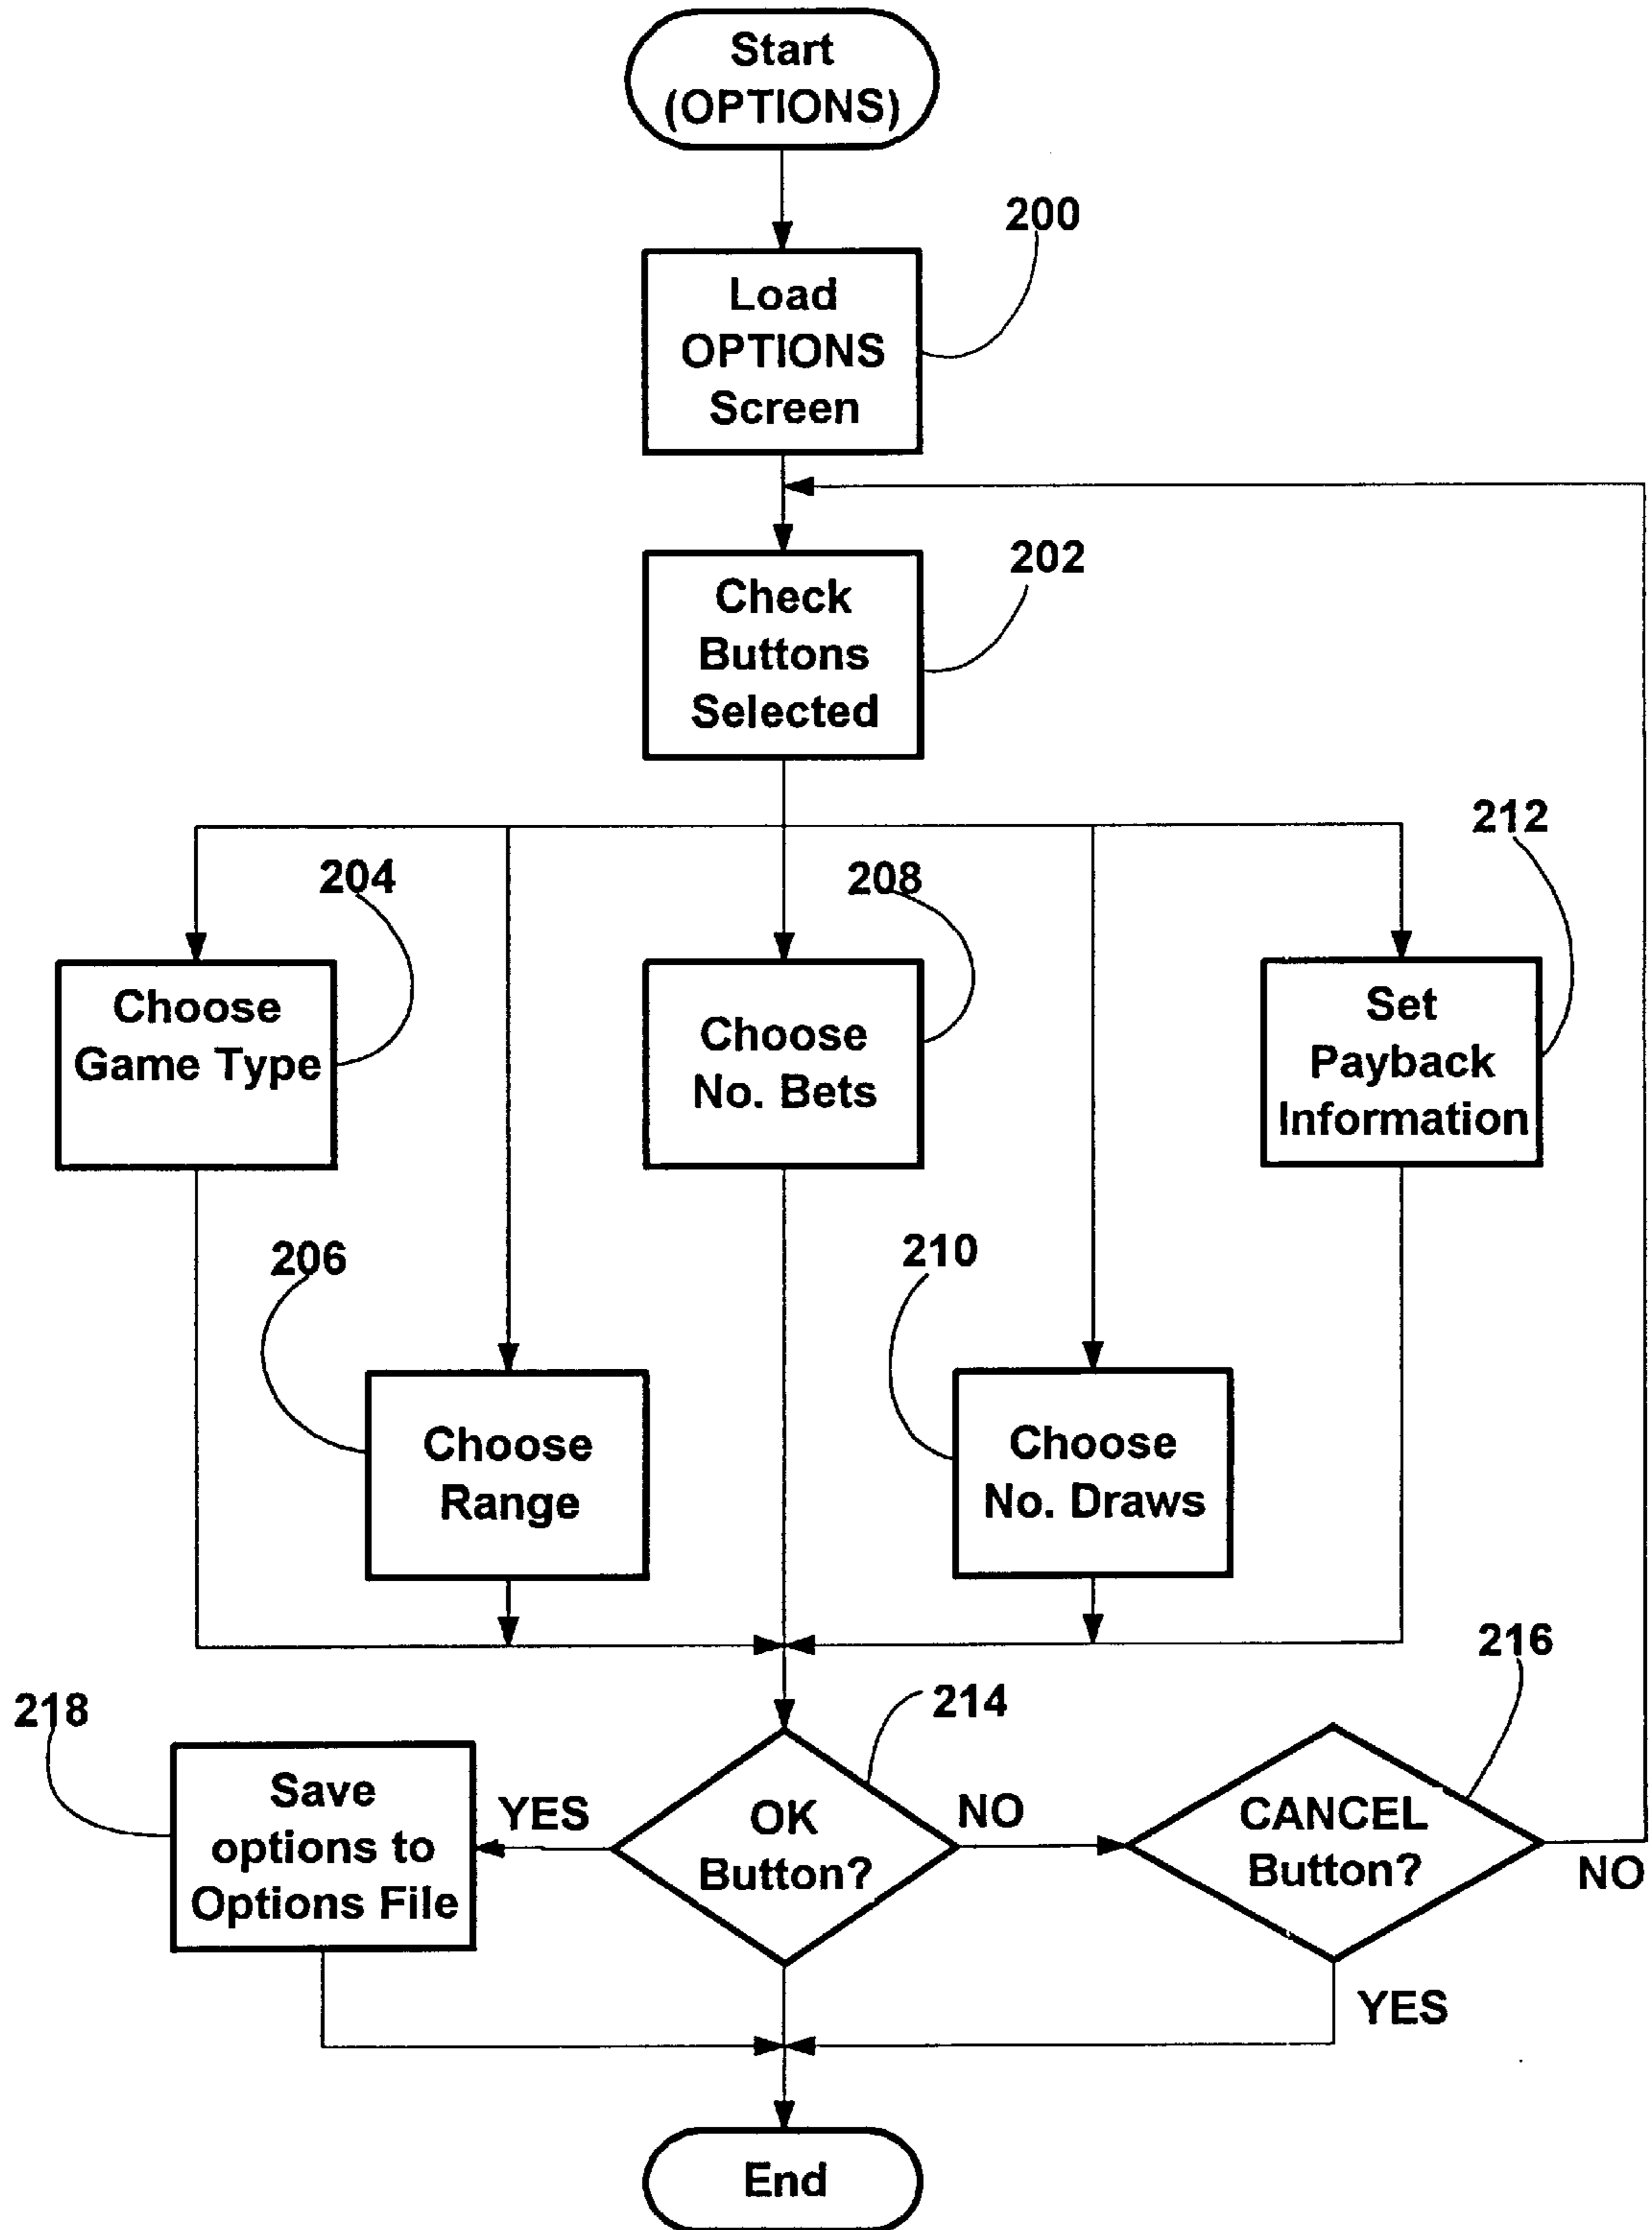 Start
(OPTIONS)
200
Load
OPTIONS
Screen
202
Check
Buttons
Selected
204
Choose
Game Type
208
Choose
No. Bets
212
Set
Payback
Information
206
Choose
Range
210
Choose
No. Draws
218
Save
options to
Options File
YES
214
OK
Button?
NO
216
CANCEL
Button?
NO
YES
End